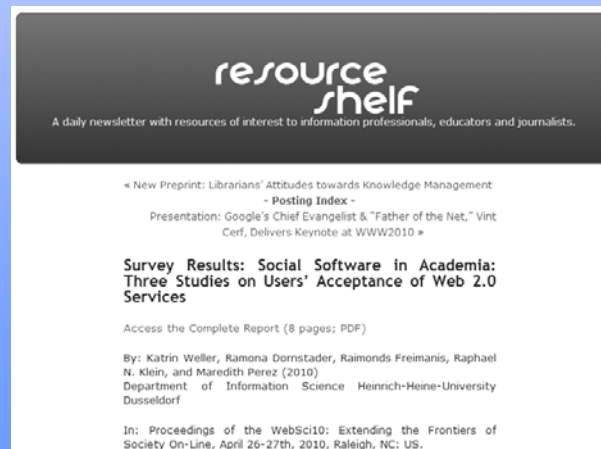 resource
shelf
A daily newsletter with resources of interest to information professionals, educators and journalists.
« New Preprint: Librarians' Attitudes towards Knowledge Management
- Posting Index -
Presentation: Google's Chief Evangelist & "Father of the Net," Vint
Cerf, Delivers Keynote at WWW2010 »
Survey Results: Social Software in Academia:
Three Studies on Users' Acceptance of Web 2.0
Services
Access the Complete Report (8 pages; PDF)
By: Katrin Weller, Ramona Dornstader, Raimonds Freimanis, Raphael
N. Klein, and Maredith Perez (2010)
Department of Information Science Heinrich-Heine-University
Dusseldorf
In: Proceedings of the WebSci10: Extending the Frontiers of
Society On-Line, April 26-27th, 2010, Raleigh, NC: US.